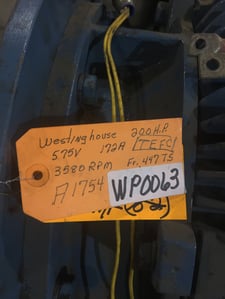 Westinghouse 200 H.P.
575V 172A TEFC
3580 RPM Fr. 447TS
A1754 WP0063